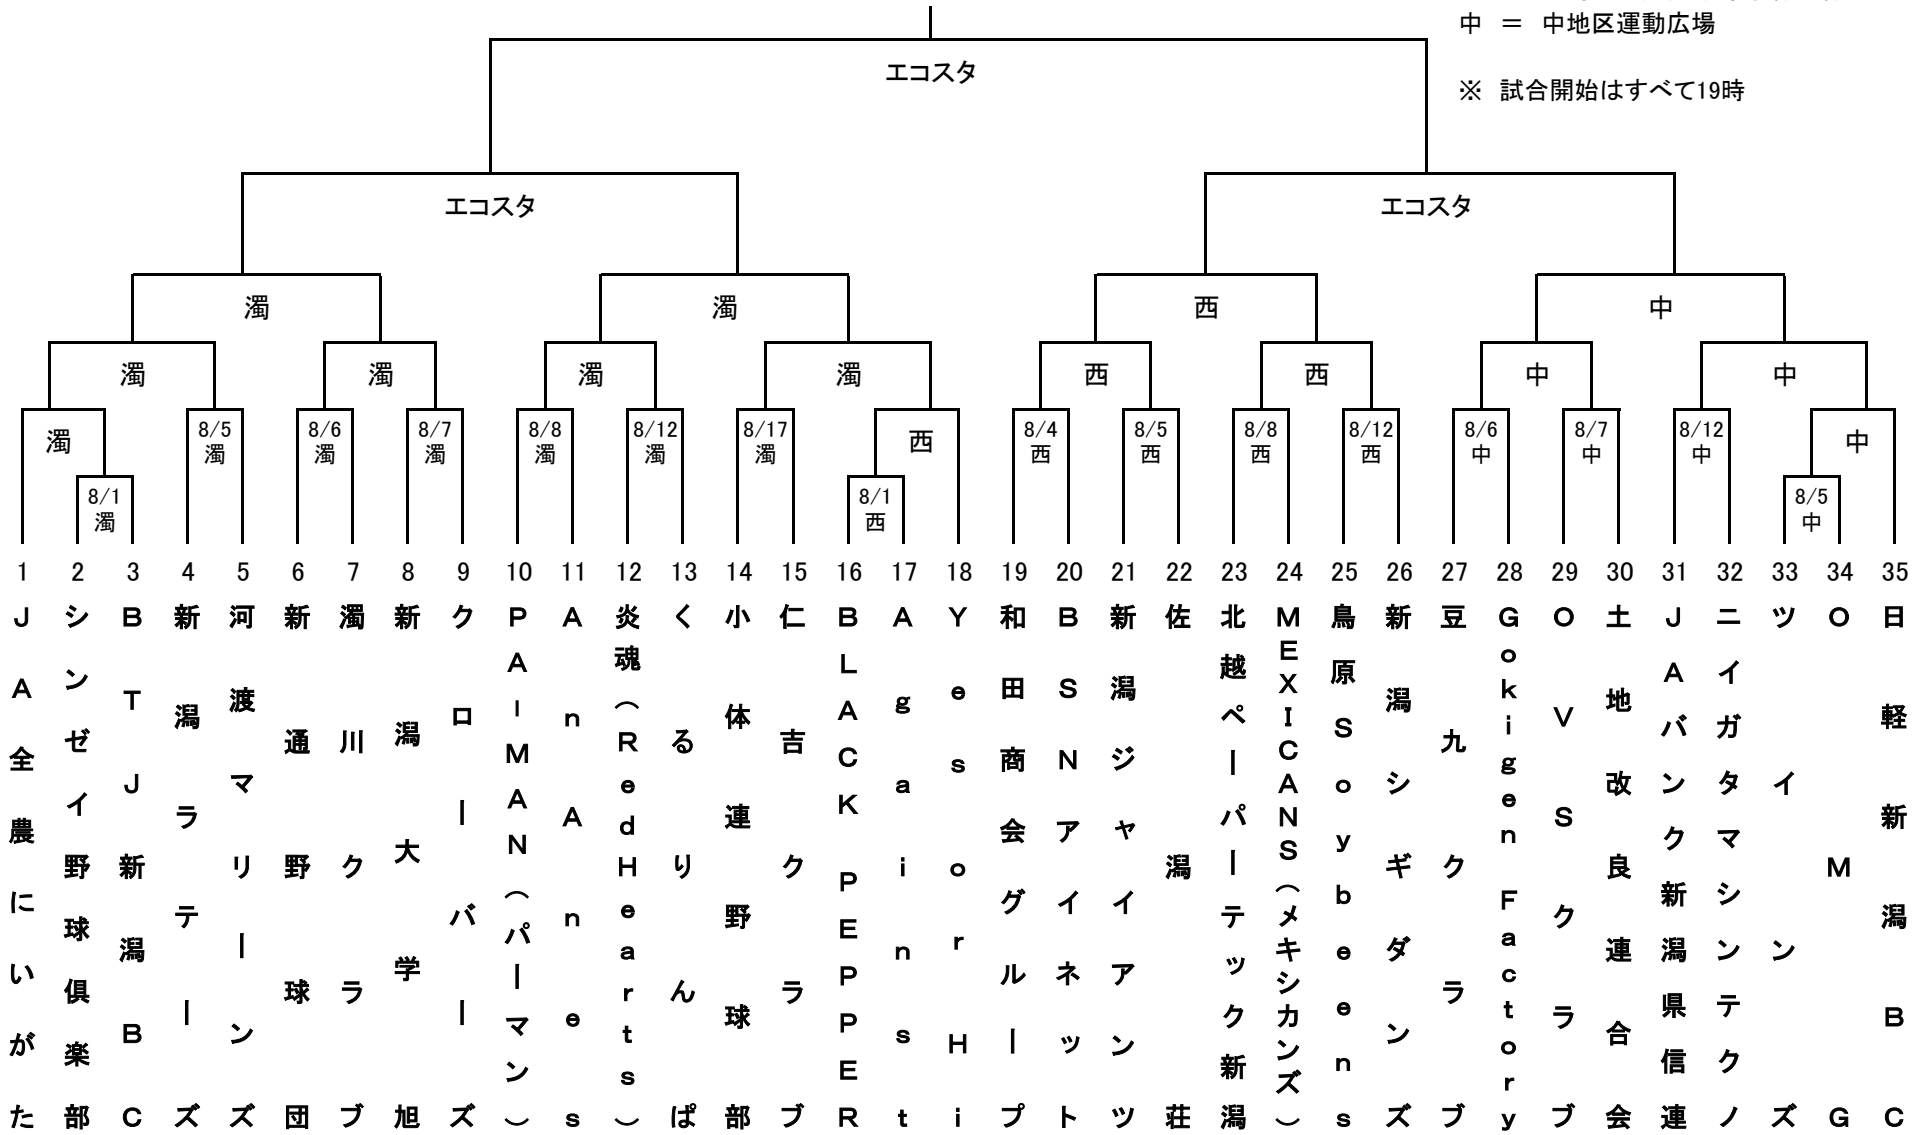 中 ＝ 中地区運動広場
エコスタ
※ 試合開始はすべて19時
エコスタ
エコスタ
濁
濁
西
中
濁
濁
濁
濁
西
西
中
中
濁
8/5
濁
8/6
濁
8/7
濁
8/8
濁
8/12
濁
8/17
濁
西
8/4
西
8/5
西
8/8
西
8/12
西
8/6
中
8/7
中
8/12
中
中
8/1
濁
8/1
西
8/5
中
1 2 3 4 5 6 7 8 9 10 11 12 13 14 15 16 17 18 19 20 21 22 23 24 25 26 27 28 29 30 31 32 33 34 35
ＪＡ全農にいがた
シンゼイ野球倶楽部
ＢＴＪ新潟ＢＣ
新潟ラテーズ
河渡マリーンズ
新通野球団
濁川クラブ
新潟大学旭
クローバーズ
ＰＡ－ＭＡＮ（パーマン）
ＡｎＡｎｅｓ
炎魂（ＲｅｄＨｅａｒｔｓ）
くるりんぱ
小体連野球部
仁吉クラブ
ＢＬＡＣＫ ＰＥＰＰＥＲ
Ａｇａｉｎｓｔ
ＹｅｓｏｒＨｉ
和田商会グループ
ＢＳＮアイネット
新潟ジャイアンツ
佐潟荘
北越ペーパーテック新潟
ＭＥＸＩＣＡＮＳ（メキシカンズ）
鳥原Ｓｏｙｂｅｅｎｓ
新潟シギダンズ
豆九クラブ
Ｇｏｋｉｇｅｎ Ｆａｃｔｏｒｙ
ＯＶＳクラブ
土地改良連合会
ＪＡバンク新潟県信連
ニイガタマシンテクノ
ツインズ
ＯＭＧ
日軽新潟ＢＣ